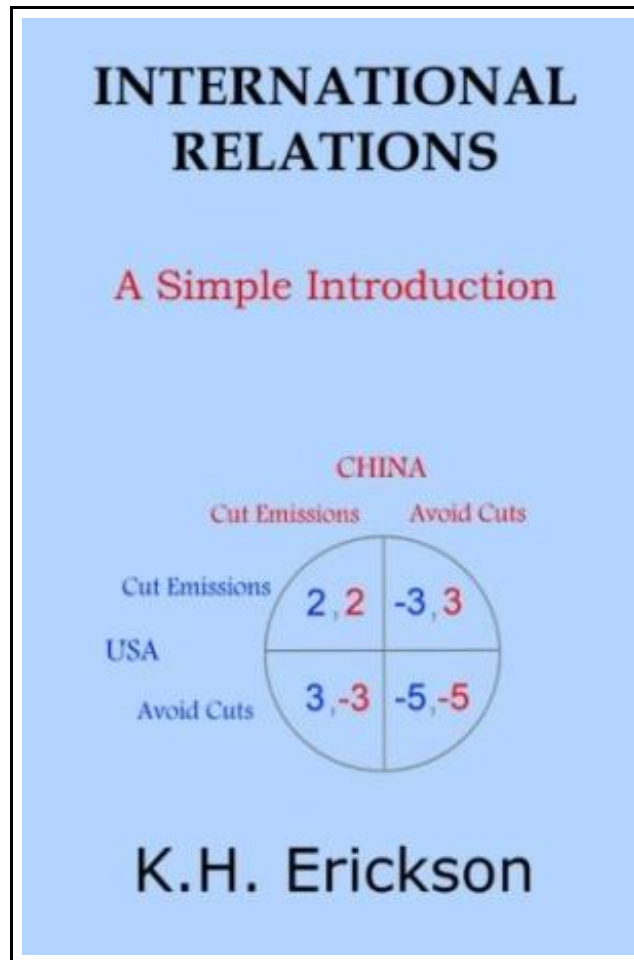 INTERNATIONAL
RELATIONS
A Simple Introduction
CHINA
Cut Emissions Avoid Cuts
Cut Emissions 2,2 -3,3
USA
Avoid Cuts 3,-3 -5,-5
K.H. Erickson